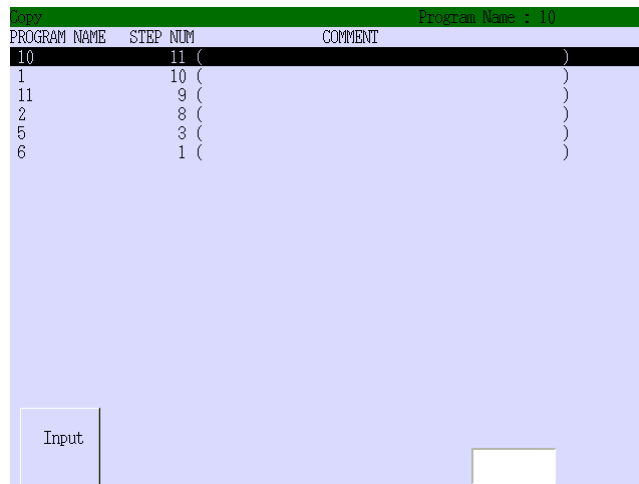 Copy Program Name : 10
PROGRAM NAME STEP NUM COMMENT
10 11 ( )
1 10 ( )
11 9 ( )
2 8 ( )
5 3 ( )
6 1 ( )
Input